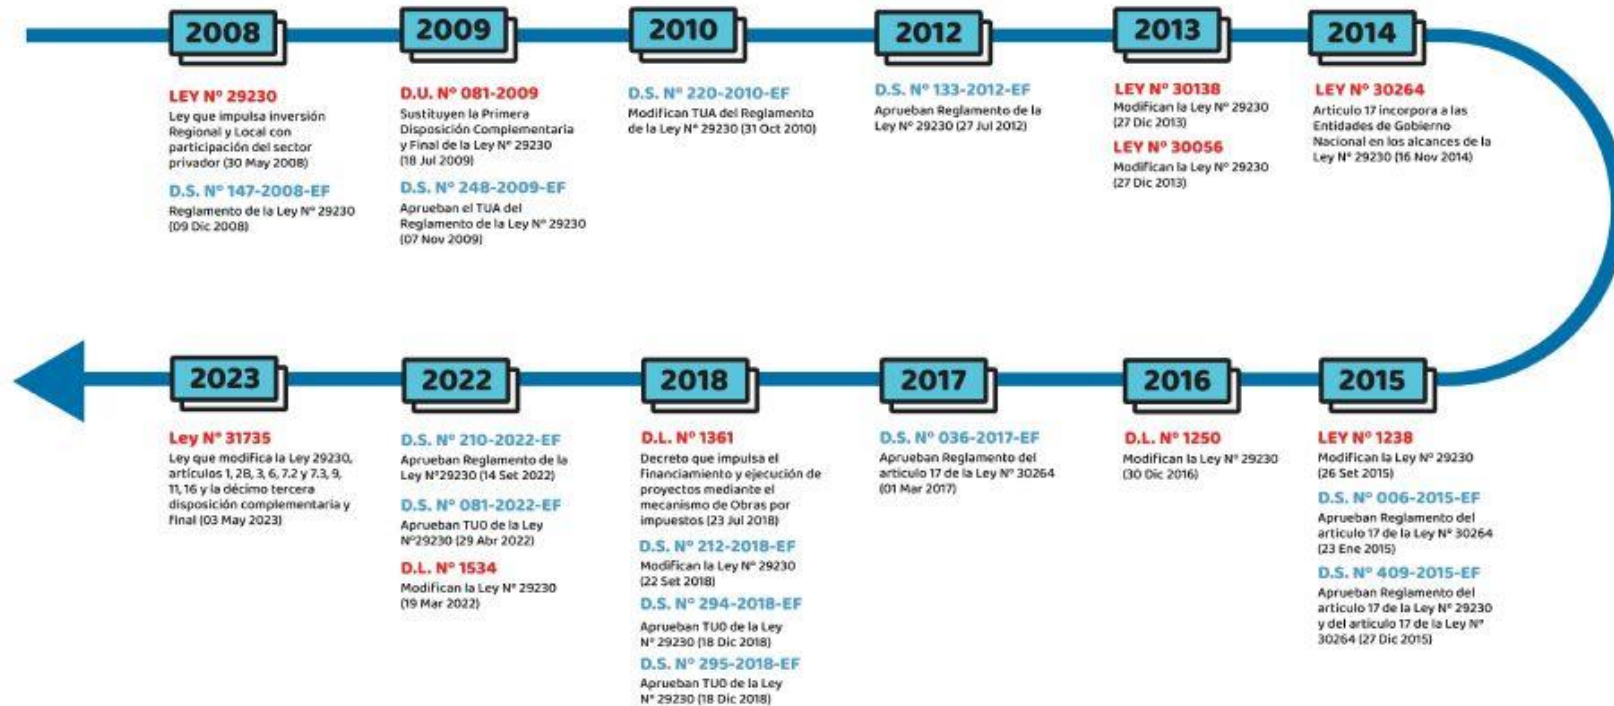 2008
LEY N° 29230
Ley que impulsa inversión
Regional y Local con
participación del sector
privador (30 May 2008)
D.S. N° 147-2008-EF
Reglamento de la Ley N° 29230
(09 Dic 2008)
2009
D.U. N° 081-2009
Sustituyen la Primera
Disposición Complementaria
y Final de la Ley N° 29230
(18 Jul 2009)
D.S. N° 248-2009-EF
Aprueban el TUA del
Reglamento de la Ley N° 29230
(07 Nov 2009)
2010
D.S. N° 220-2010-EF
Modifican TUA del Reglamento
de la Ley N° 29230 (31 Oct 2010)
2012
D.S. N° 133-2012-EF
Aprueban Reglamento de la
Ley N° 29230 (27 Jul 2012)
2013
LEY N° 30138
Modifican la Ley N° 29230
(27 Dic 2013)
LEY N° 30056
Modifican la Ley N° 29230
(27 Dic 2013)
2014
LEY N° 30264
Artículo 17 incorpora a las
Entidades de Gobierno
Nacional en los alcances de la
Ley N° 29230 (16 Nov 2014)
2015
LEY N° 1238
Modifican la Ley N° 29230
(26 Set 2015)
D.S. N° 006-2015-EF
Aprueban Reglamento del
artículo 17 de la Ley N° 30264
(23 Ene 2015)
D.S. N° 409-2015-EF
Aprueban Reglamento del
artículo 17 de la Ley N° 29230
y del artículo 17 de la Ley N°
30264 (27 Dic 2015)
2016
D.L. N° 1250
Modifican la Ley N° 29230
(30 Dic 2016)
2017
D.S. N° 036-2017-EF
Aprueban Reglamento del
artículo 17 de la Ley N° 30264
(01 Mar 2017)
2018
D.L. N° 1361
Decreto que impulsa el
financiamiento y ejecución de
proyectos mediante el
mecanismo de Obras por
impuestos (23 Jul 2018)
D.S. N° 212-2018-EF
Modifican la Ley N° 29230
(22 Set 2018)
D.S. N° 294-2018-EF
Aprueban TU0 de la Ley
N° 29230 (18 Dic 2018)
D.S. N° 295-2018-EF
Aprueban TU0 de la Ley
N° 29230 (18 Dic 2018)
2022
D.S. N° 210-2022-EF
Aprueban Reglamento de la
Ley N°29230 (14 Set 2022)
D.S. N° 081-2022-EF
Aprueban TU0 de la Ley
N°29230 (29 Abr 2022)
D.L. N° 1534
Modifican la Ley N° 29230
(19 Mar 2022)
2023
Ley N° 31735
Ley que modifica la Ley 29230,
artículos 1, 2B, 3, 6, 7.2 y 7.3, 9,
11, 16 y la décimo tercera
disposición complementaria y
final (03 May 2023)